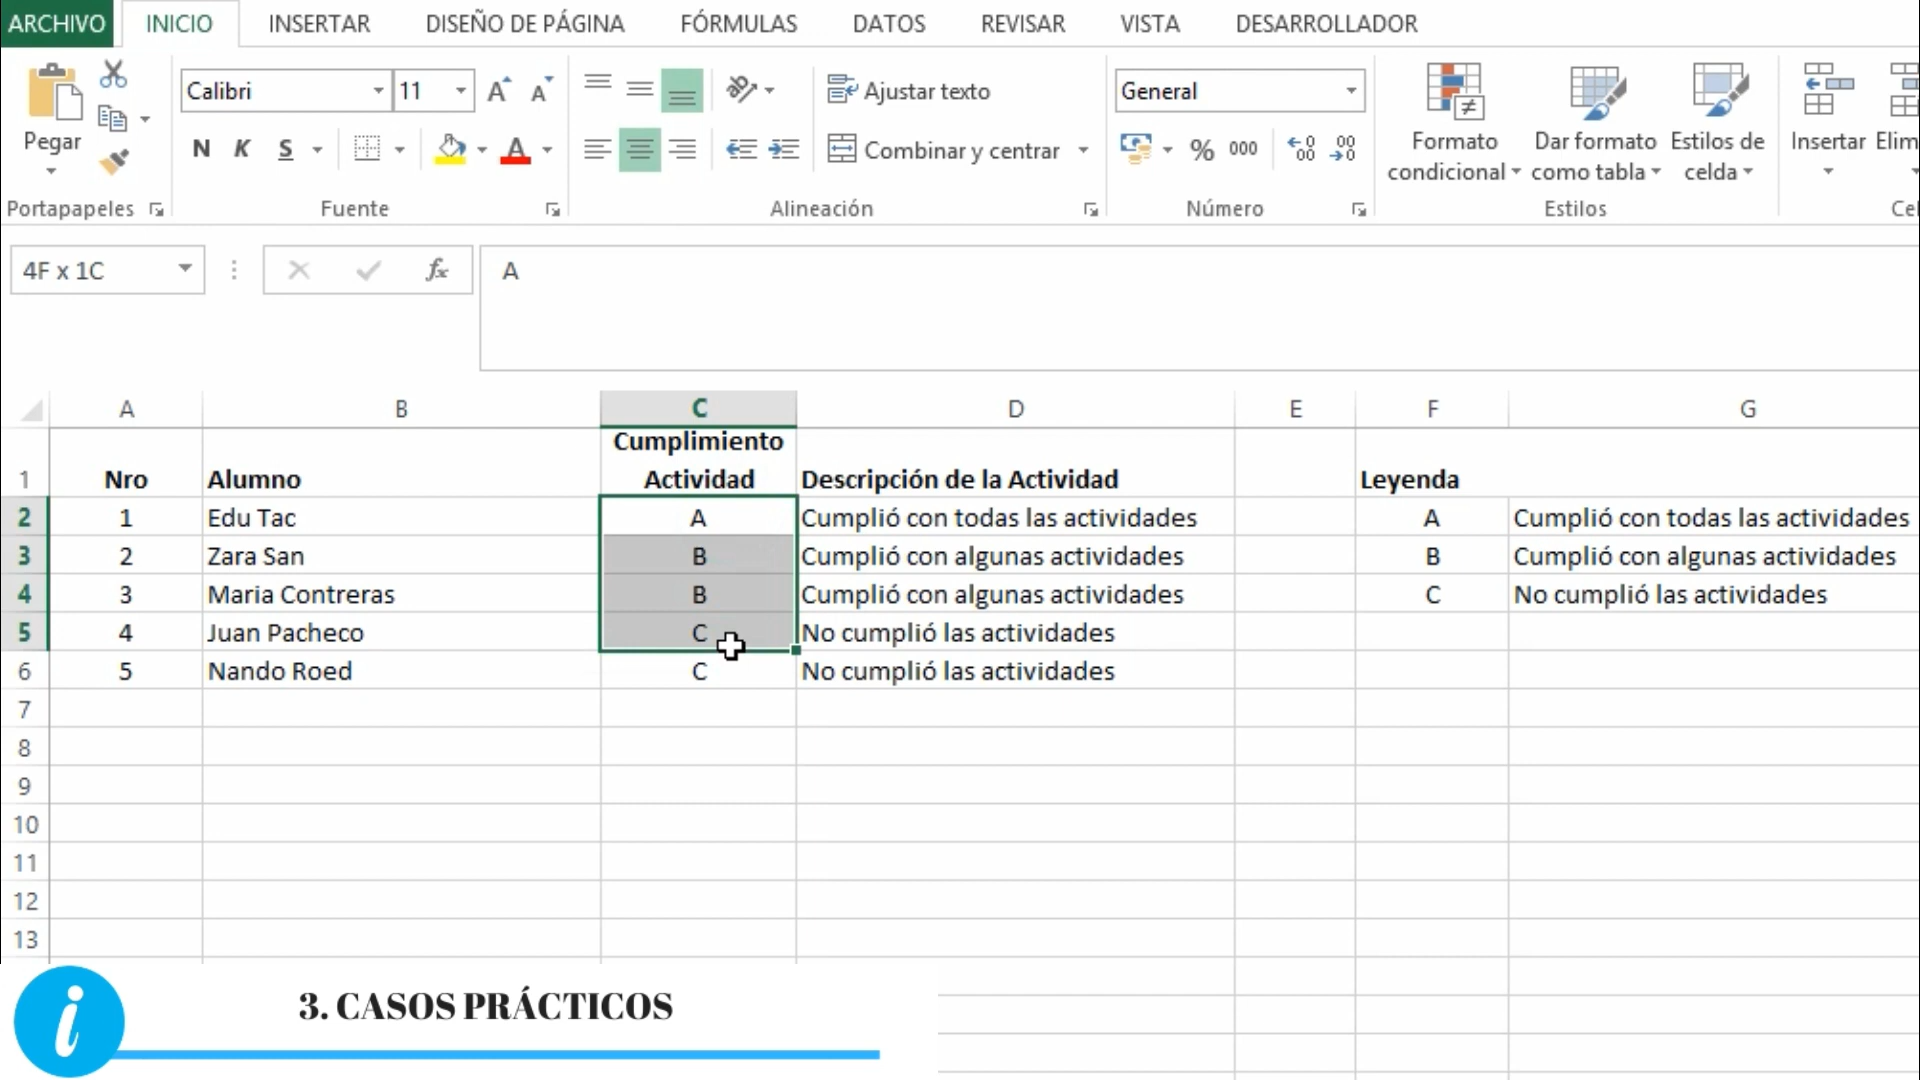 ARCHIVO INICIO INSERTAR DISEÑO DE PÁGINA FÓRMULAS DATOS REVISAR VISTA DESARROLLADOR
Calibri 11 A A Ajustar texto General
Pegar N K S A Combinar y centrar % 000 ,00 ,00
Formato condicional Dar formato como tabla Estilos de celda Insertar Elim
Portapapeles Fuente Alineación Número Estilos Cel
4F x 1C fx A
A B C D E F G
Cumplimiento
1 Nro Alumno Actividad Descripción de la Actividad Leyenda
2 1 Edu Tac A Cumplió con todas las actividades A Cumplió con todas las actividades
3 2 Zara San B Cumplió con algunas actividades B Cumplió con algunas actividades
4 3 Maria Contreras B Cumplió con algunas actividades C No cumplió las actividades
5 4 Juan Pacheco C No cumplió las actividades
6 5 Nando Roed C No cumplió las actividades
7
8
9
10
11
12
13
i 3. CASOS PRÁCTICOS